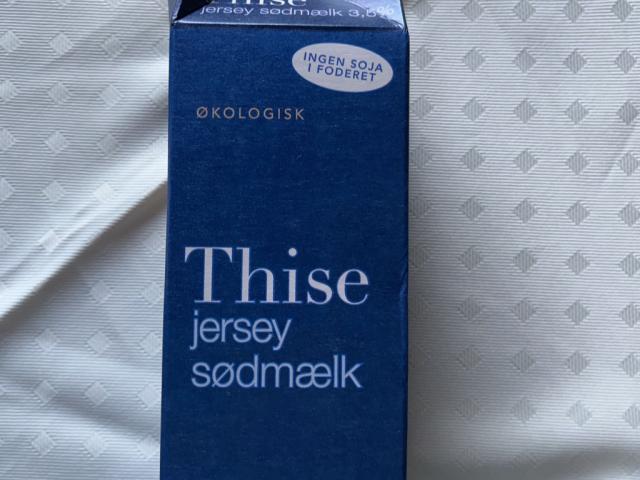 Thise
jersey sødmælk 3,5%
INGEN SOJA
I FODERET
ØKOLOGISK
Thise
jersey
sødmælk